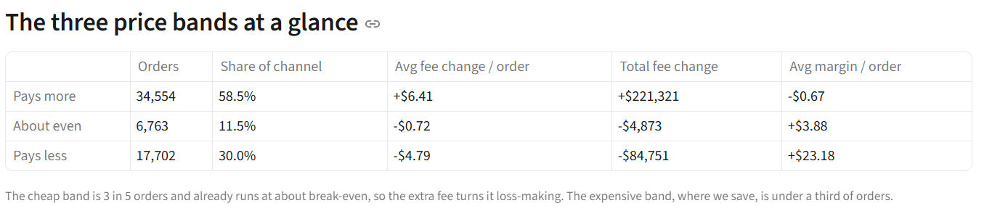 The three price bands at a glance
Orders Share of channel Avg fee change / order Total fee change Avg margin / order
Pays more 34,554 58.5% +$6.41 +$221,321 -$0.67
About even 6,763 11.5% -$0.72 -$4,873 +$3.88
Pays less 17,702 30.0% -$4.79 -$84,751 +$23.18
The cheap band is 3 in 5 orders and already runs at about break-even, so the extra fee turns it loss-making. The expensive band, where we save, is under a third of orders.